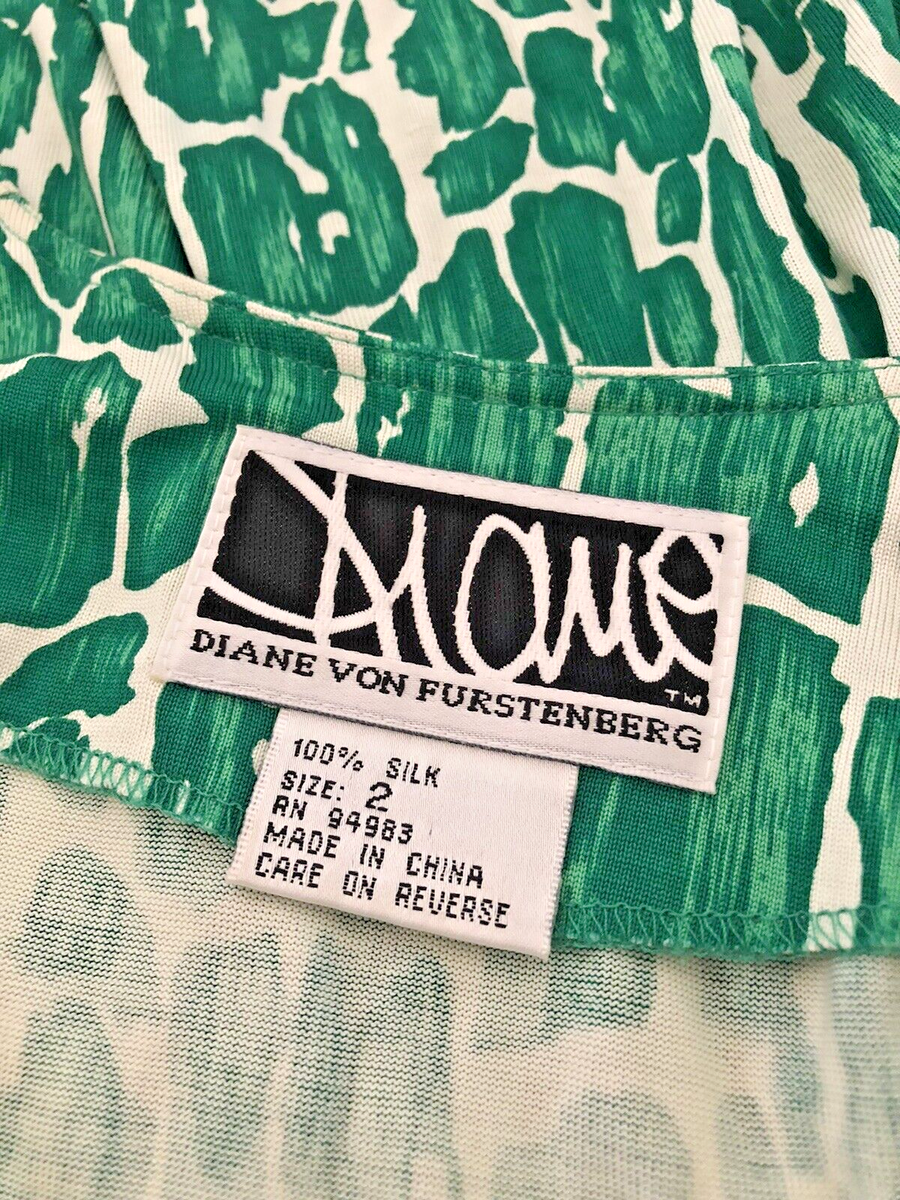 Diane
DIANE VON FURSTENBERG
TM
100% SILK
SIZE: 2
RN 94983
MADE IN CHINA
CARE ON REVERSE